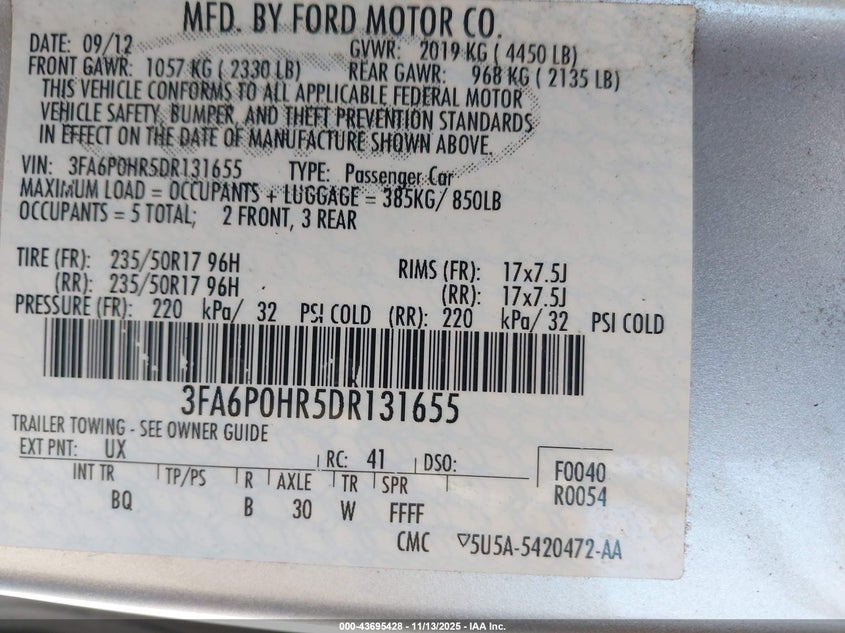 MFD. BY FORD MOTOR CO.
DATE: 09/12 GVWR: 2019 KG ( 4450 LB)
FRONT GAWR: 1057 KG ( 2330 LB) REAR GAWR: 968 KG ( 2135 LB)
THIS VEHICLE CONFORMS TO ALL APPLICABLE FEDERAL MOTOR
VEHICLE SAFETY, BUMPER, AND THEFT PREVENTION STANDARDS
IN EFFECT ON THE DATE OF MANUFACTURE SHOWN ABOVE.
VIN: 3FA6P0HR5DR131655 TYPE: Passenger Car
MAXIMUM LOAD = OCCUPANTS + LUGGAGE = 385KG/ 850LB
OCCUPANTS = 5 TOTAL; 2 FRONT, 3 REAR
TIRE (FR): 235/50R17 96H RIMS (FR): 17x7.5J
(RR): 235/50R17 96H (RR): 17x7.5J
PRESSURE (FR): 220 kPa/ 32 PSI COLD (RR): 220 kPa/ 32 PSI COLD
3FA6P0HR5DR131655
TRAILER TOWING - SEE OWNER GUIDE
EXT PNT: UX RC: 41 DSO:
INT TR TP/PS R AXLE TR SPR F0040
BQ B 30 W FFFF R0054
CMC ▽5U5A-5420472-AA
000-43695428 - 11/13/2025 - IAA Inc.